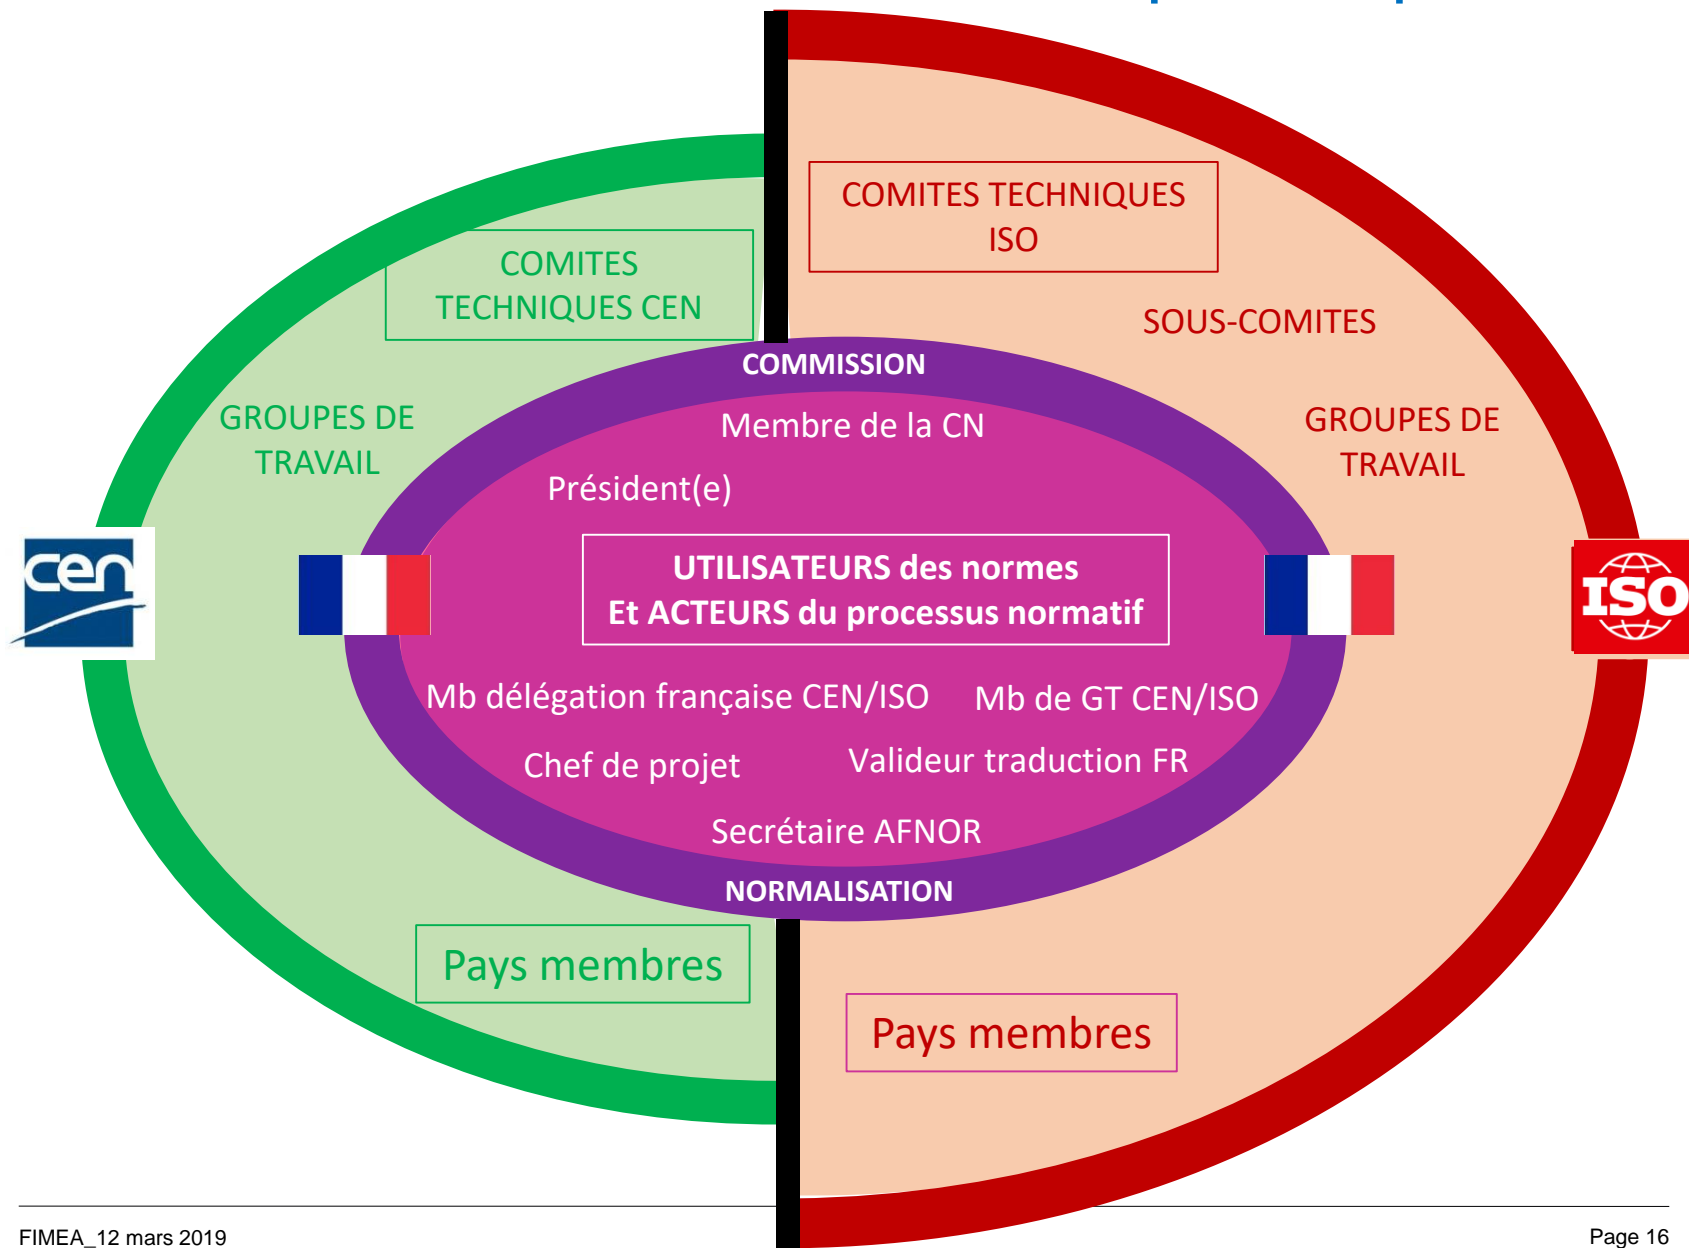 COMITES TECHNIQUES
ISO
COMITES
TECHNIQUES CEN
SOUS-COMITES
COMMISSION
GROUPES DE
TRAVAIL
Membre de la CN
GROUPES DE
TRAVAIL
Président(e)
cen
UTILISATEURS des normes
Et ACTEURS du processus normatif
ISO
Mb délégation française CEN/ISO
Mb de GT CEN/ISO
Chef de projet
Valideur traduction FR
Secrétaire AFNOR
NORMALISATION
Pays membres
Pays membres
FIMEA_12 mars 2019
Page 16